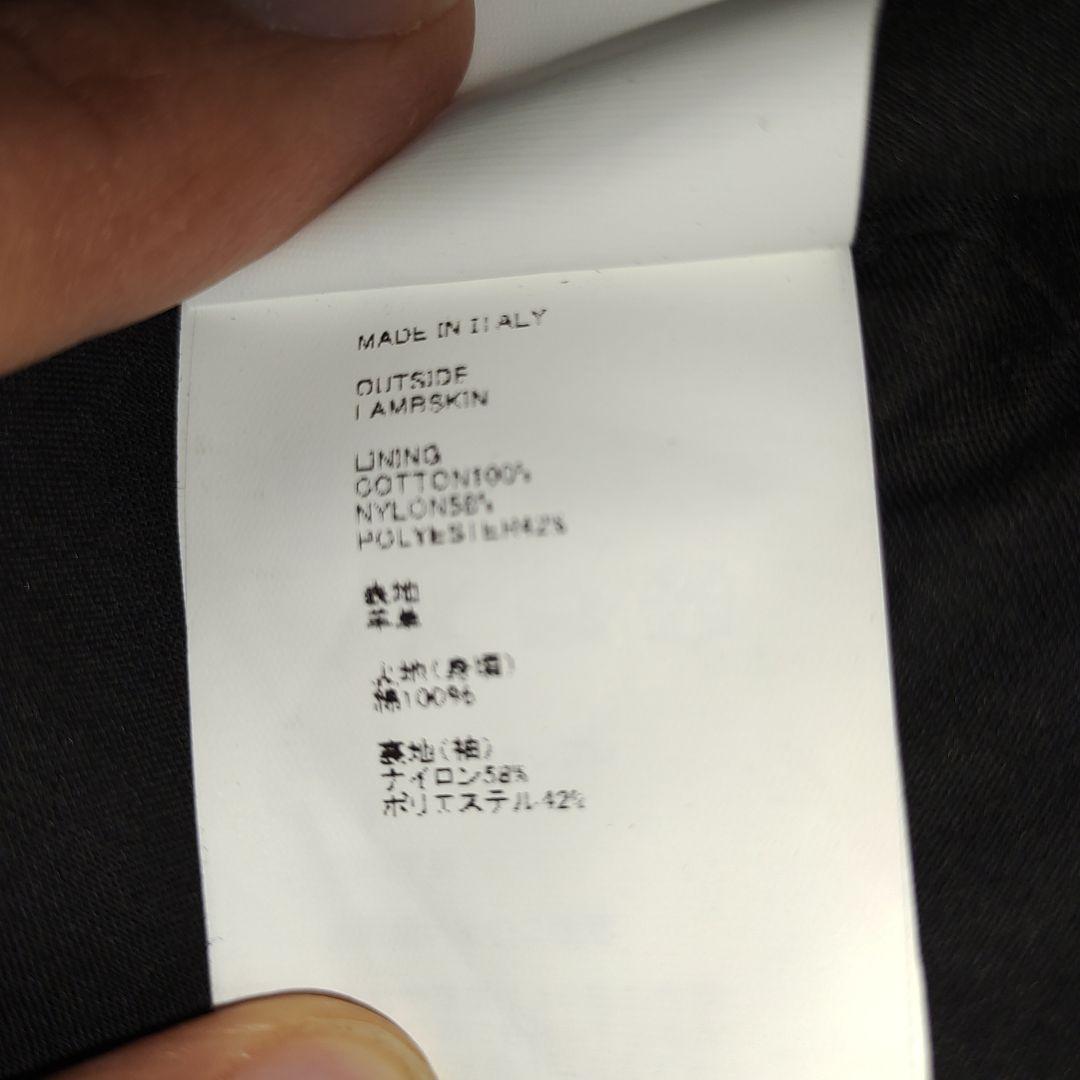 MADE IN ITALY
OUTSIDE
LAMBSKIN
LINING
COTTON100%
NYLON58%
POLYESTER42%
表地
羊革
裏地(身頃)
綿100%
裏地(袖)
ナイロン58%
ポリエステル42%